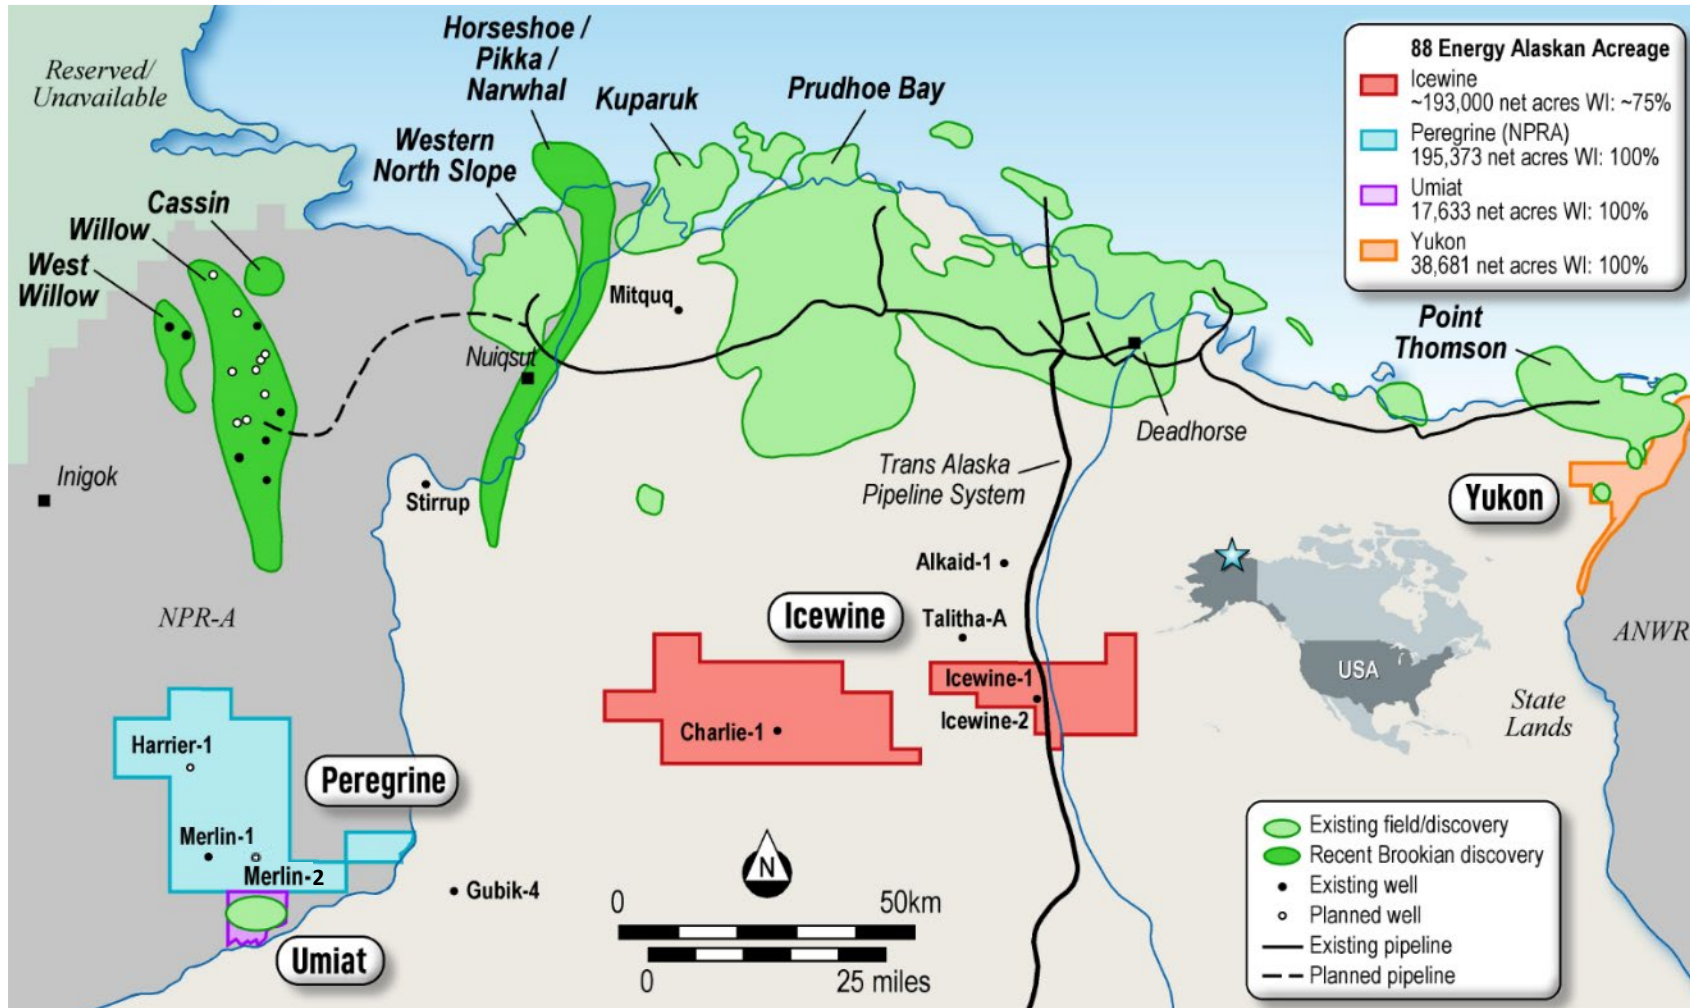 Reserved/
Unavailable
Horseshoe /
Pikka /
Narwhal
Kuparuk
Prudhoe Bay
Western
North Slope
Cassin
Willow
West
Willow
88 Energy Alaskan Acreage
Icewine
~193,000 net acres WI: ~75%
Peregrine (NPRA)
195,373 net acres WI: 100%
Umiat
17,633 net acres WI: 100%
Yukon
38,681 net acres WI: 100%
Mitquq
Nuiqsut
Point
Thomson
Deadhorse
Inigok
Stirrup
Trans Alaska
Pipeline System
Yukon
Alkaid-1
NPR-A
Icewine
Talitha-A
ANWR
USA
Icewine-1
Icewine-2
State
Lands
Charlie-1
Harrier-1
Peregrine
Merlin-1
Merlin-2
Gubik-4
Umiat
N
0 50km
0 25 miles
Existing field/discovery
Recent Brookian discovery
Existing well
Planned well
Existing pipeline
Planned pipeline